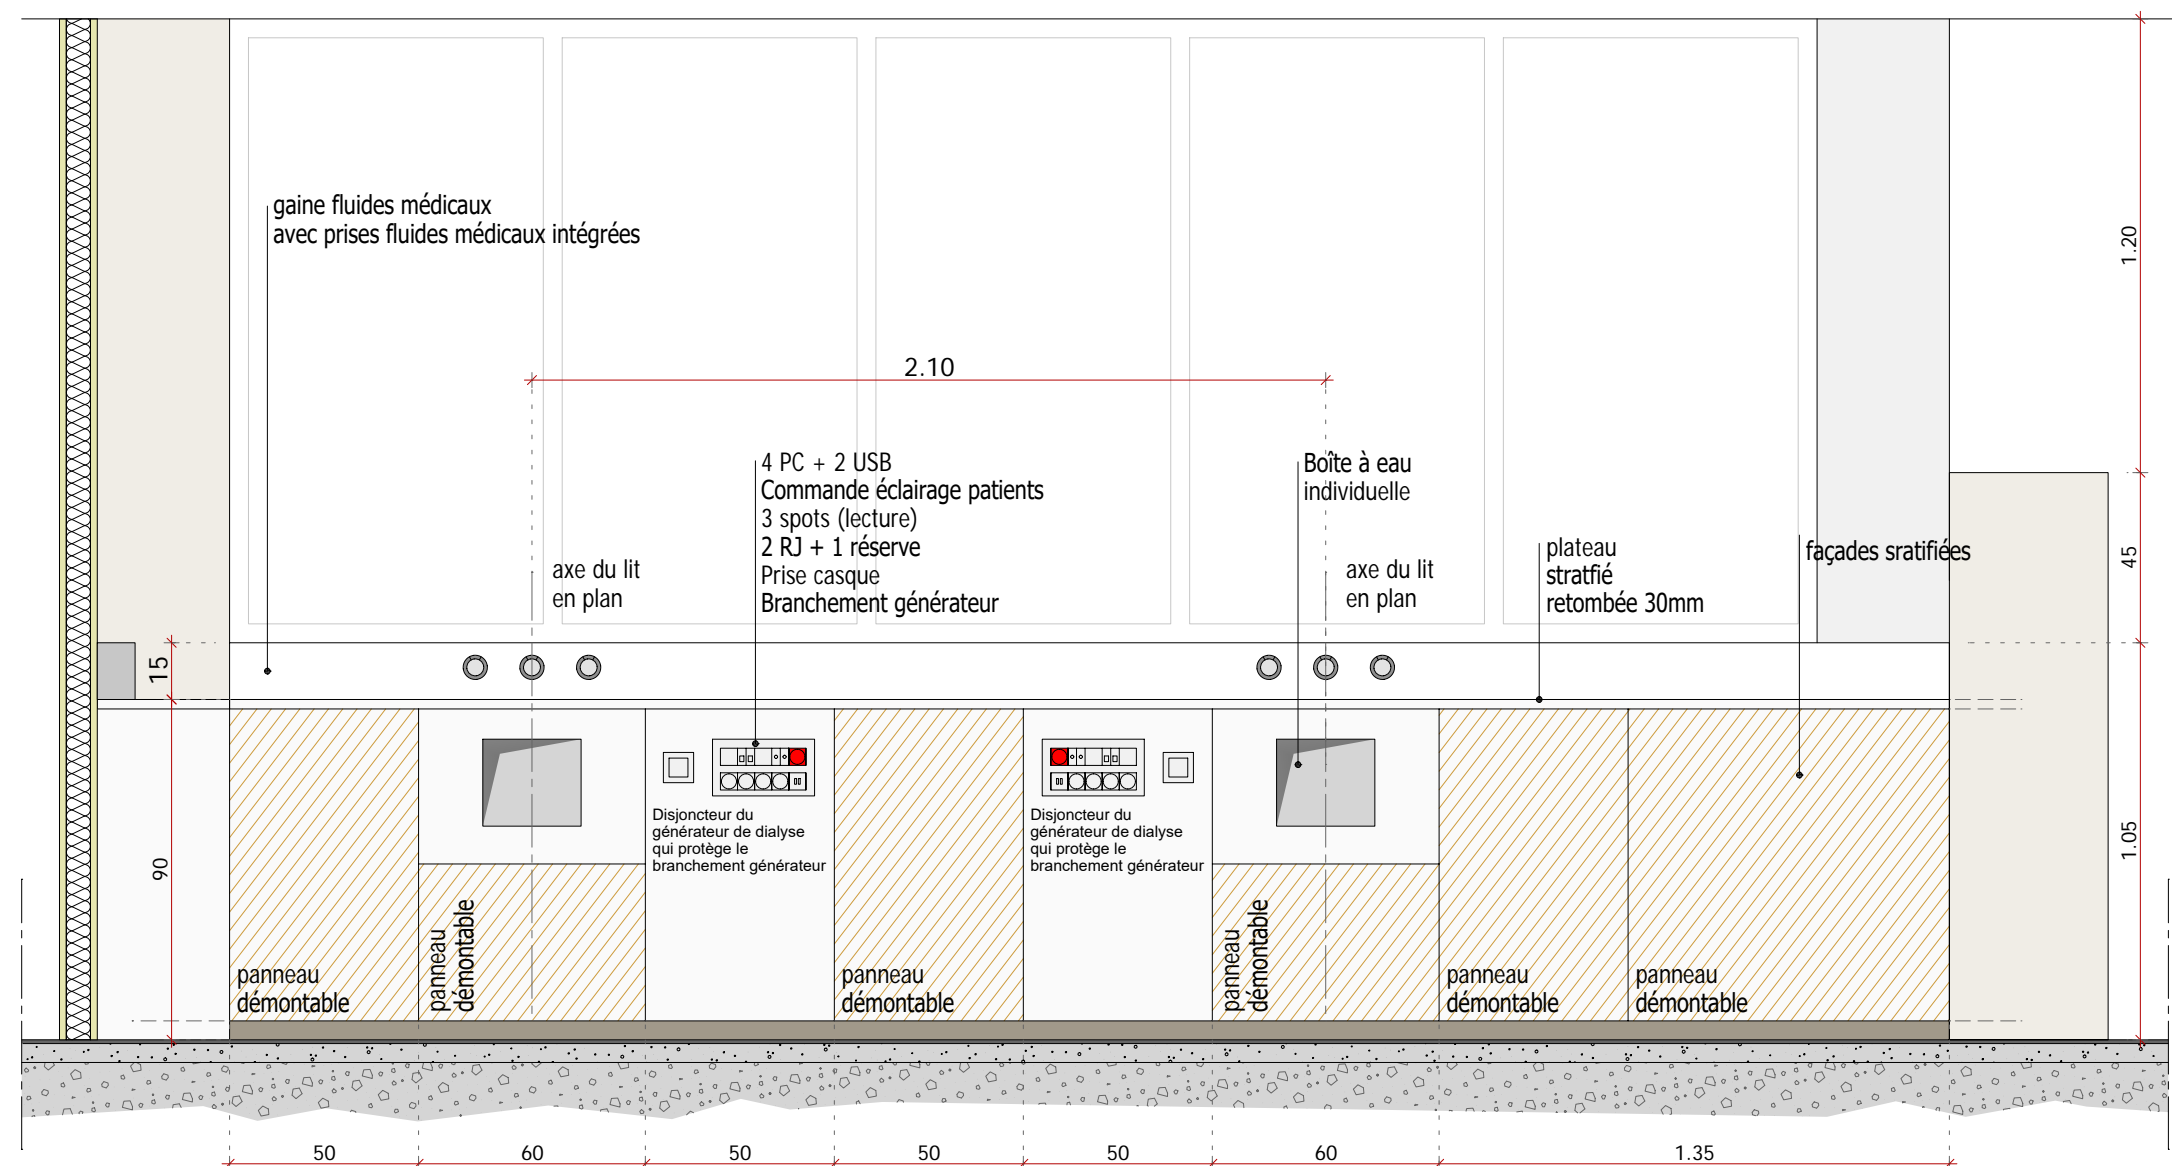 gaine fluides médicaux
avec prises fluides médicaux intégrées
1.20
2.10
4 PC + 2 USB
Commande éclairage patients
3 spots (lecture)
2 RJ + 1 réserve
Prise casque
Branchement générateur
Boîte à eau
individuelle
axe du lit
en plan
axe du lit
en plan
plateau
stratfié
retombée 30mm
façades sratifiées
45
15
90
1.05
Disjoncteur du
générateur de dialyse
qui protège le
branchement générateur
Disjoncteur du
générateur de dialyse
qui protège le
branchement générateur
panneau
démontable
panneau
démontable
panneau
démontable
panneau
démontable
panneau
démontable
panneau
démontable
50
60
50
50
50
60
1.35